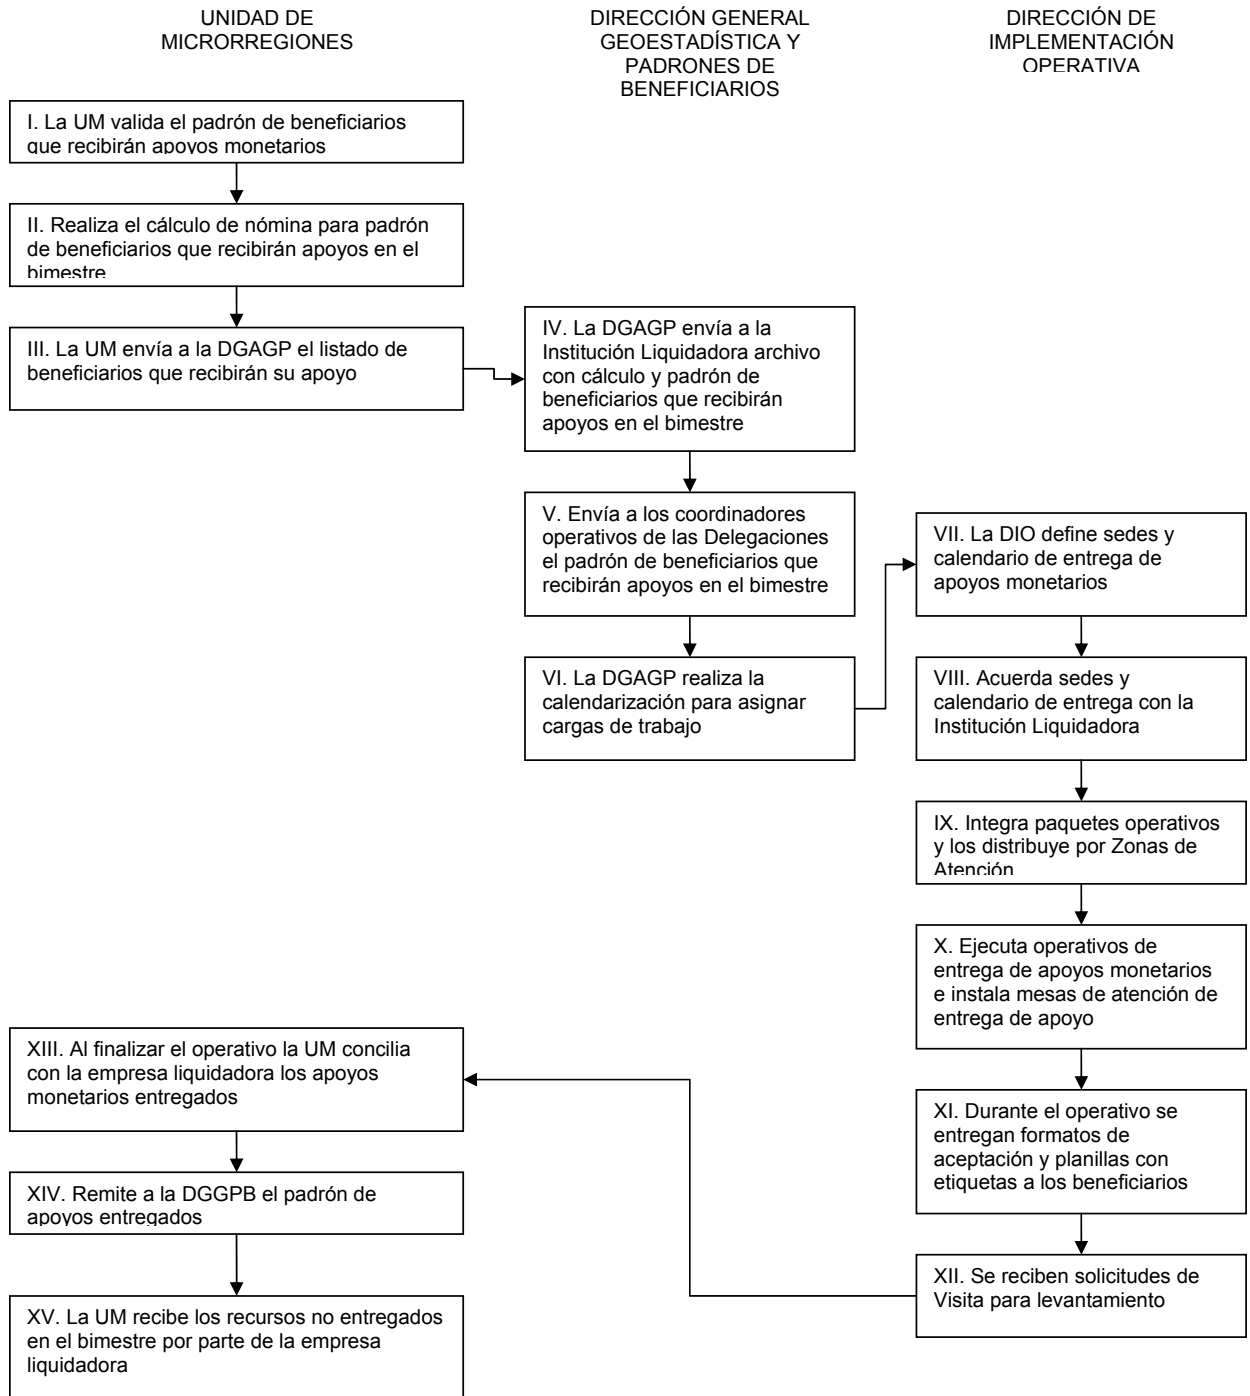 UNIDAD DE
MICRORREGIONES
DIRECCIÓN GENERAL
GEOESTADÍSTICA Y
PADRONES DE
BENEFICIARIOS
DIRECCIÓN DE
IMPLEMENTACIÓN
OPERATIVA
I. La UM valida el padrón de beneficiarios
que recibirán apoyos monetarios
II. Realiza el cálculo de nómina para padrón
de beneficiarios que recibirán apoyos en el
bimestre
III. La UM envía a la DGAGP el listado de
beneficiarios que recibirán su apoyo
IV. La DGAGP envía a la
Institución Liquidadora archivo
con cálculo y padrón de
beneficiarios que recibirán
apoyos en el bimestre
V. Envía a los coordinadores
operativos de las Delegaciones
el padrón de beneficiarios que
recibirán apoyos en el bimestre
VI. La DGAGP realiza la
calendarización para asignar
cargas de trabajo
VII. La DIO define sedes y
calendario de entrega de
apoyos monetarios
VIII. Acuerda sedes y
calendario de entrega con la
Institución Liquidadora
IX. Integra paquetes operativos
y los distribuye por Zonas de
Atención
X. Ejecuta operativos de
entrega de apoyos monetarios
e instala mesas de atención de
entrega de apoyo
XI. Durante el operativo se
entregan formatos de
aceptación y planillas con
etiquetas a los beneficiarios
XII. Se reciben solicitudes de
Visita para levantamiento
XIII. Al finalizar el operativo la UM concilia
con la empresa liquidadora los apoyos
monetarios entregados
XIV. Remite a la DGGPB el padrón de
apoyos entregados
XV. La UM recibe los recursos no entregados
en el bimestre por parte de la empresa
liquidadora